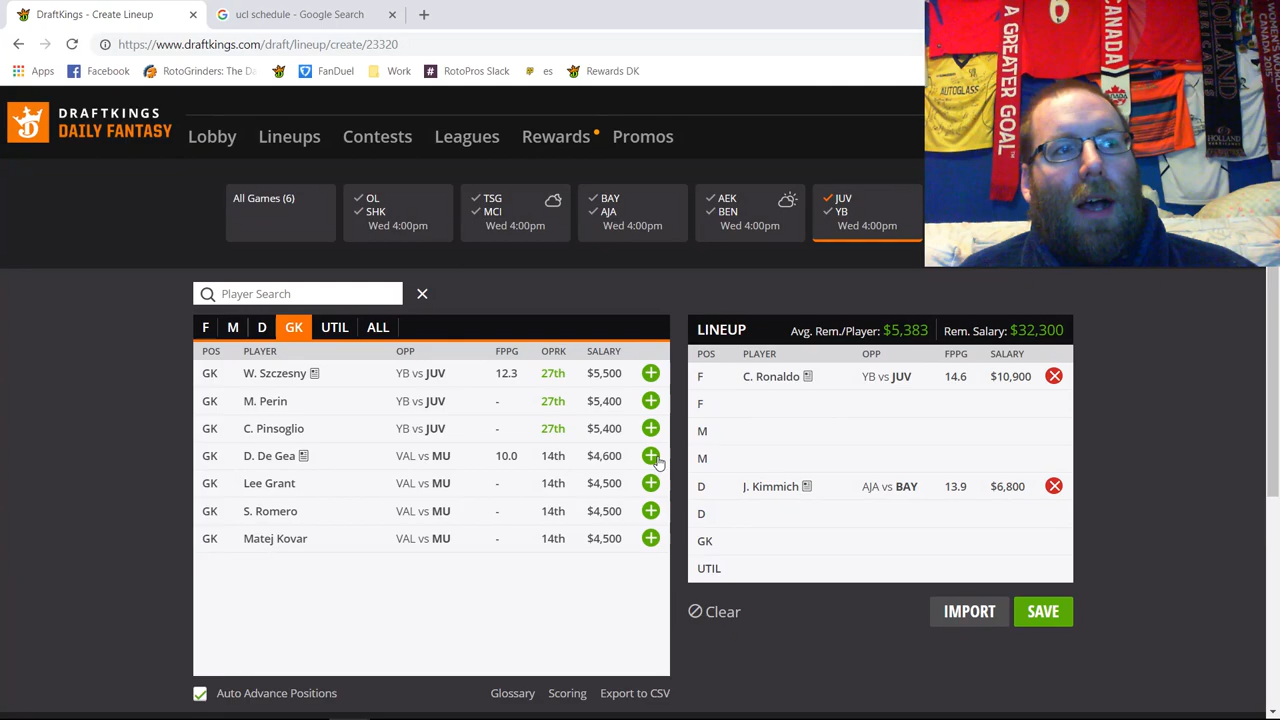 DraftKings - Create Lineup
ucl schedule - Google Search
https://www.draftkings.com/draft/lineup/create/23320
Apps
Facebook
RotoGrinders: The Da
FanDuel
Work
RotoPros Slack
es
Rewards DK
DRAFTKINGS
DAILY FANTASY
Lobby
Lineups
Contests
Leagues
Rewards
Promos
All Games (6)
OL
SHK
Wed 4:00pm
TSG
MCI
Wed 4:00pm
BAY
AJA
Wed 4:00pm
AEK
BEN
Wed 4:00pm
JUV
YB
Wed 4:00pm
A GREATER GOAL
6
CANADA
AUTOGLASS
HOLLAND
CANADA 2015
Player Search
F M D GK UTIL ALL
POS PLAYER OPP FPPG OPRK SALARY
GK W. Szczesny YB vs JUV 12.3 27th $5,500
GK M. Perin YB vs JUV - 27th $5,400
GK C. Pinsoglio YB vs JUV - 27th $5,400
GK D. De Gea VAL vs MU 10.0 14th $4,600
GK Lee Grant VAL vs MU - 14th $4,500
GK S. Romero VAL vs MU - 14th $4,500
GK Matej Kovar VAL vs MU - 14th $4,500
Auto Advance Positions
Glossary
Scoring
Export to CSV
LINEUP Avg. Rem./Player: $5,383 Rem. Salary: $32,300
POS PLAYER OPP FPPG SALARY
F C. Ronaldo YB vs JUV 14.6 $10,900
F
M
M
D J. Kimmich AJA vs BAY 13.9 $6,800
D
GK
UTIL
Clear
IMPORT
SAVE